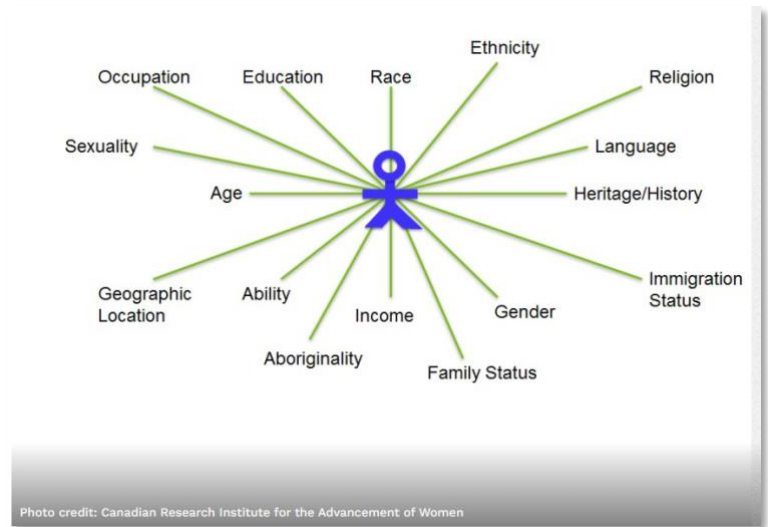 Ethnicity
Occupation
Education
Race
Religion
Sexuality
Language
Age
Heritage/History
Geographic
Location
Ability
Income
Gender
Immigration
Status
Aboriginality
Family Status
Photo credit: Canadian Research Institute for the Advancement of Women